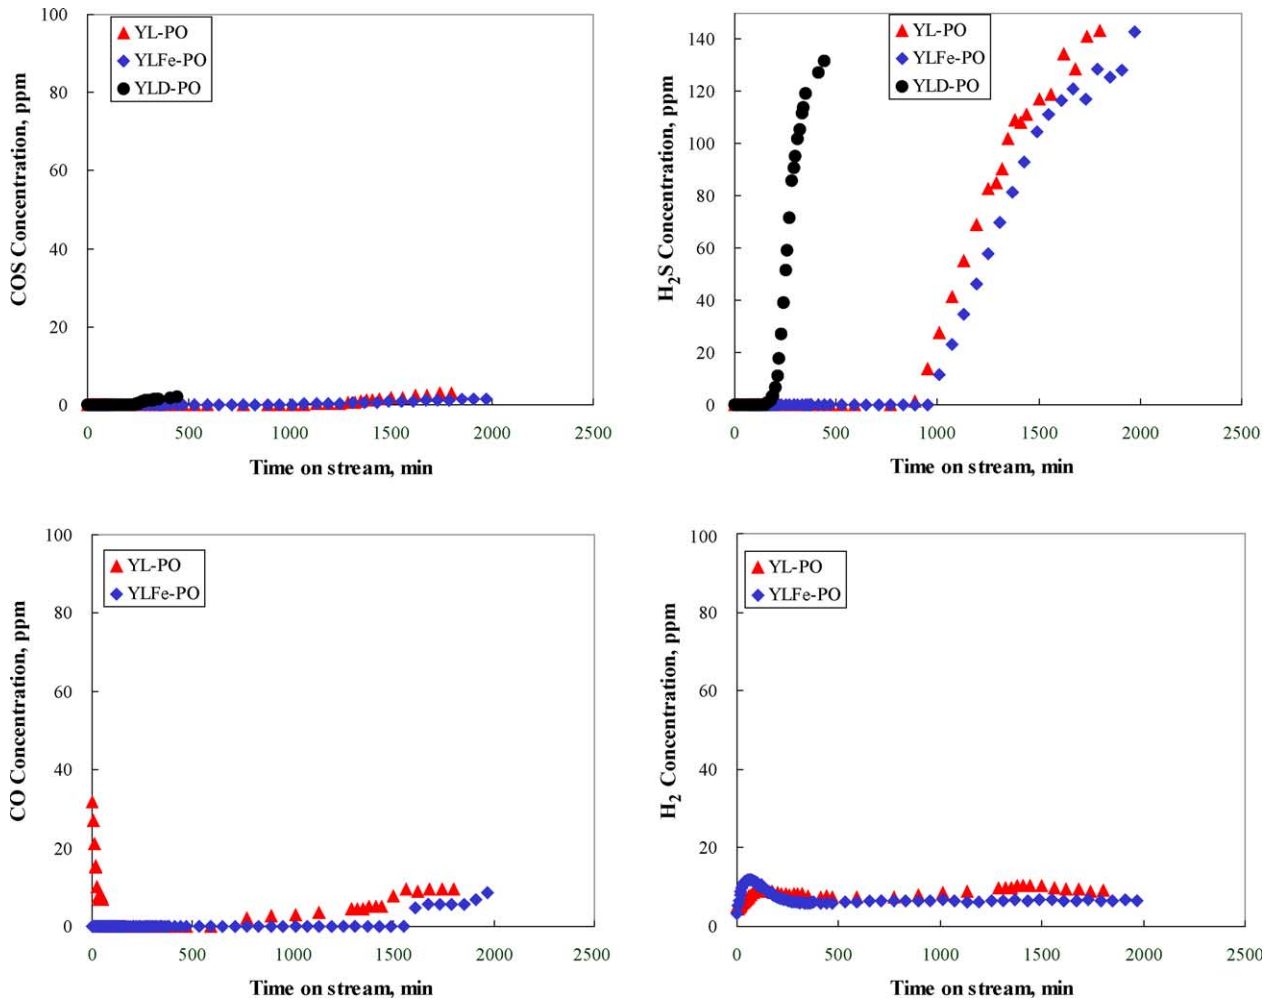 100
80
60
40
20
0
COS Concentration, ppm
YL-PO
YLFe-PO
YLD-PO
0 500 1000 1500 2000 2500
Time on stream, min
140
120
100
80
60
40
20
0
H2S Concentration, ppm
YL-PO
YLFe-PO
YLD-PO
0 500 1000 1500 2000 2500
Time on stream, min
100
80
60
40
20
0
CO Concentration, ppm
YL-PO
YLFe-PO
0 500 1000 1500 2000 2500
Time on stream, min
100
80
60
40
20
0
H2 Concentration, ppm
YL-PO
YLFe-PO
0 500 1000 1500 2000 2500
Time on stream, min